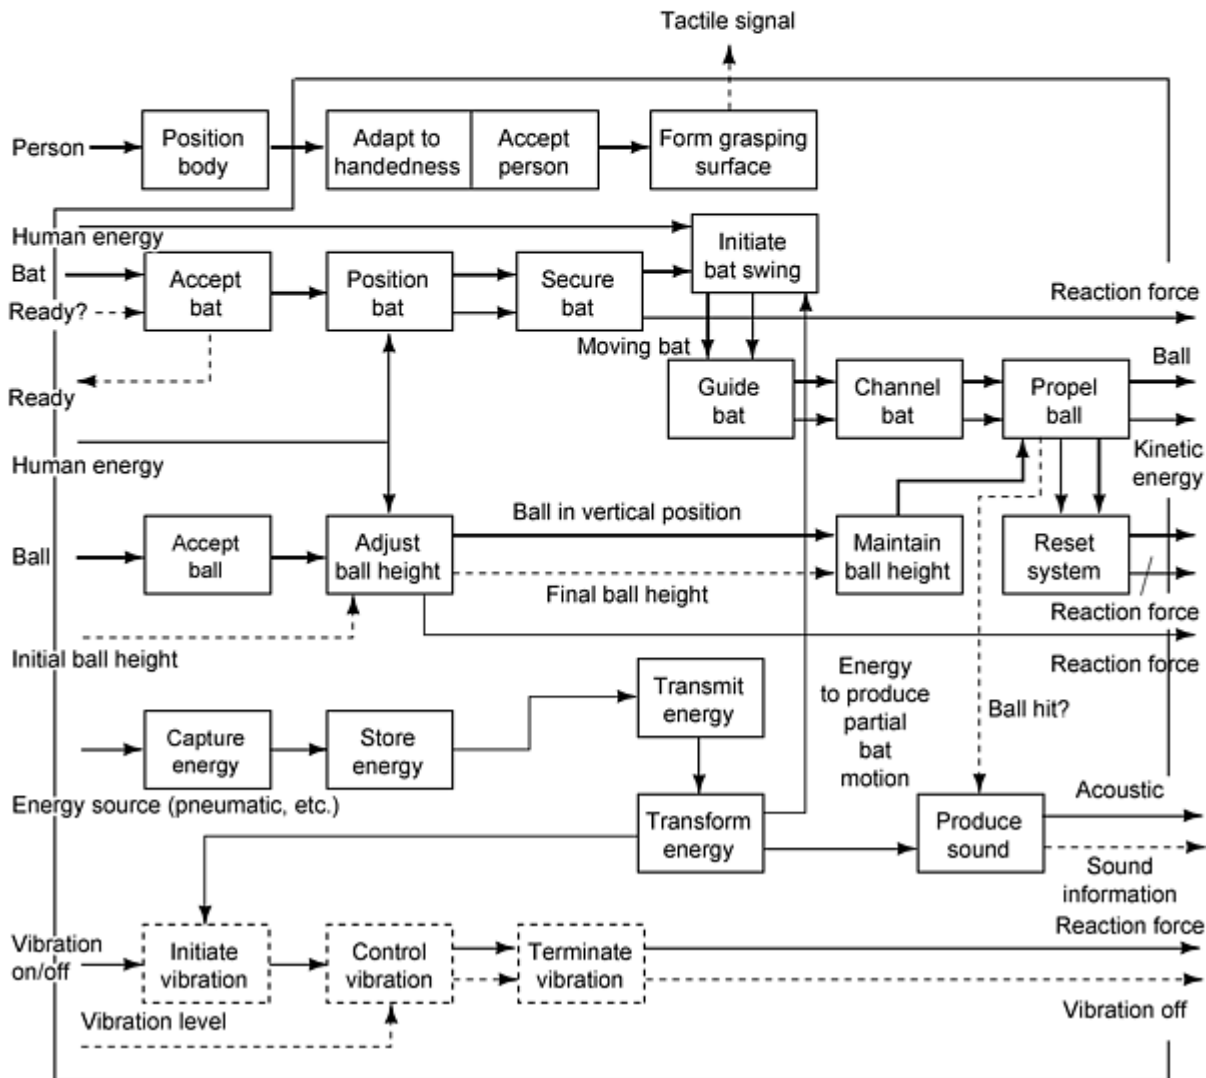 Tactile signal
Person
Position
body
Adapt to
handedness
Accept
person
Form grasping
surface
Human energy
Initiate
bat swing
Bat
Ready?
Accept
bat
Position
bat
Secure
bat
Reaction force
Moving bat
Ready
Guide
bat
Channel
bat
Propel
ball
Ball
Kinetic
energy
Human energy
Ball
Accept
ball
Adjust
ball height
Ball in vertical position
Final ball height
Maintain
ball height
Reset
system
Reaction force
Initial ball height
Reaction force
Capture
energy
Store
energy
Transmit
energy
Energy
to produce
partial
bat
motion
Ball hit?
Energy source (pneumatic, etc.)
Transform
energy
Produce
sound
Acoustic
Sound
information
Vibration
on/off
Initiate
vibration
Control
vibration
Terminate
vibration
Reaction force
Vibration level
Vibration off